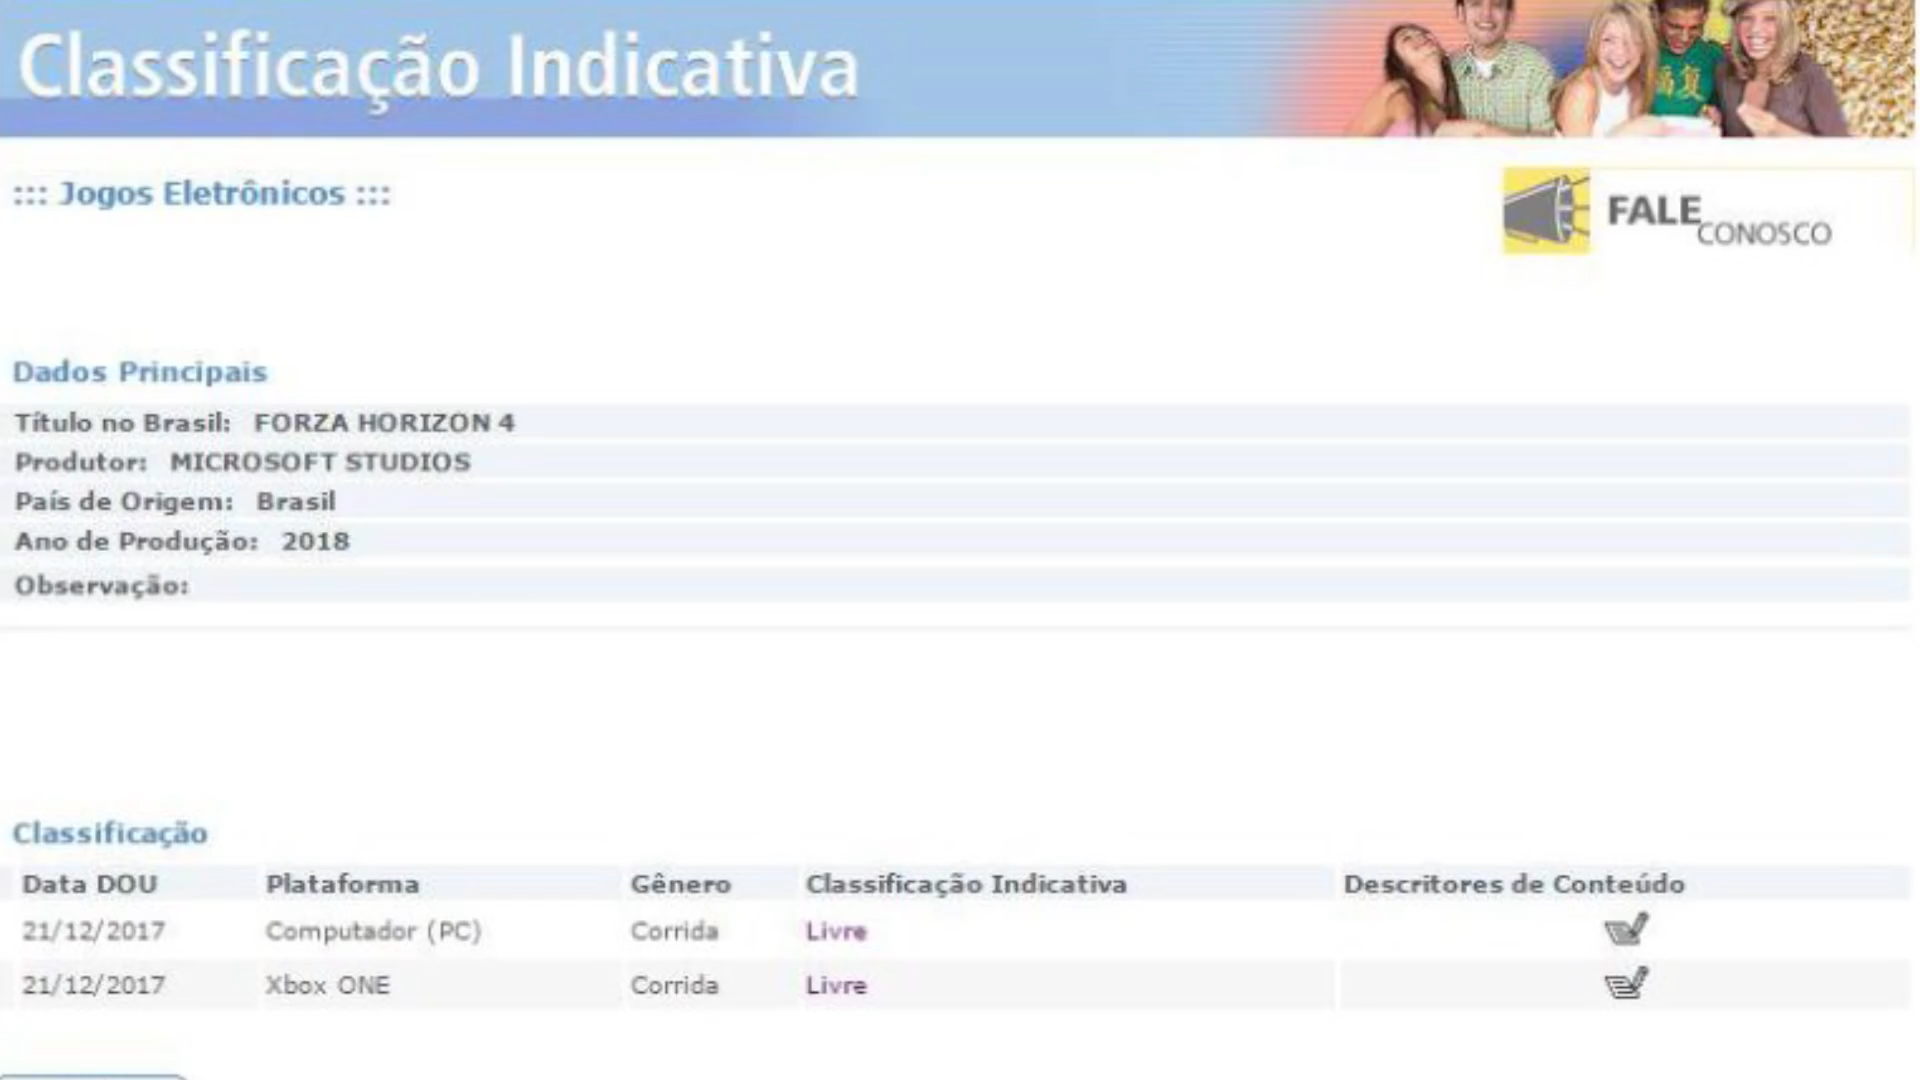 Classificação Indicativa
福复
::: Jogos Eletrônicos :::
FALE CONOSCO
Dados Principais
Título no Brasil: FORZA HORIZON 4
Produtor: MICROSOFT STUDIOS
País de Origem: Brasil
Ano de Produção: 2018
Observação:
Classificação
Data DOU Plataforma Gênero Classificação Indicativa Descritores de Conteúdo
21/12/2017 Computador (PC) Corrida Livre
21/12/2017 Xbox ONE Corrida Livre